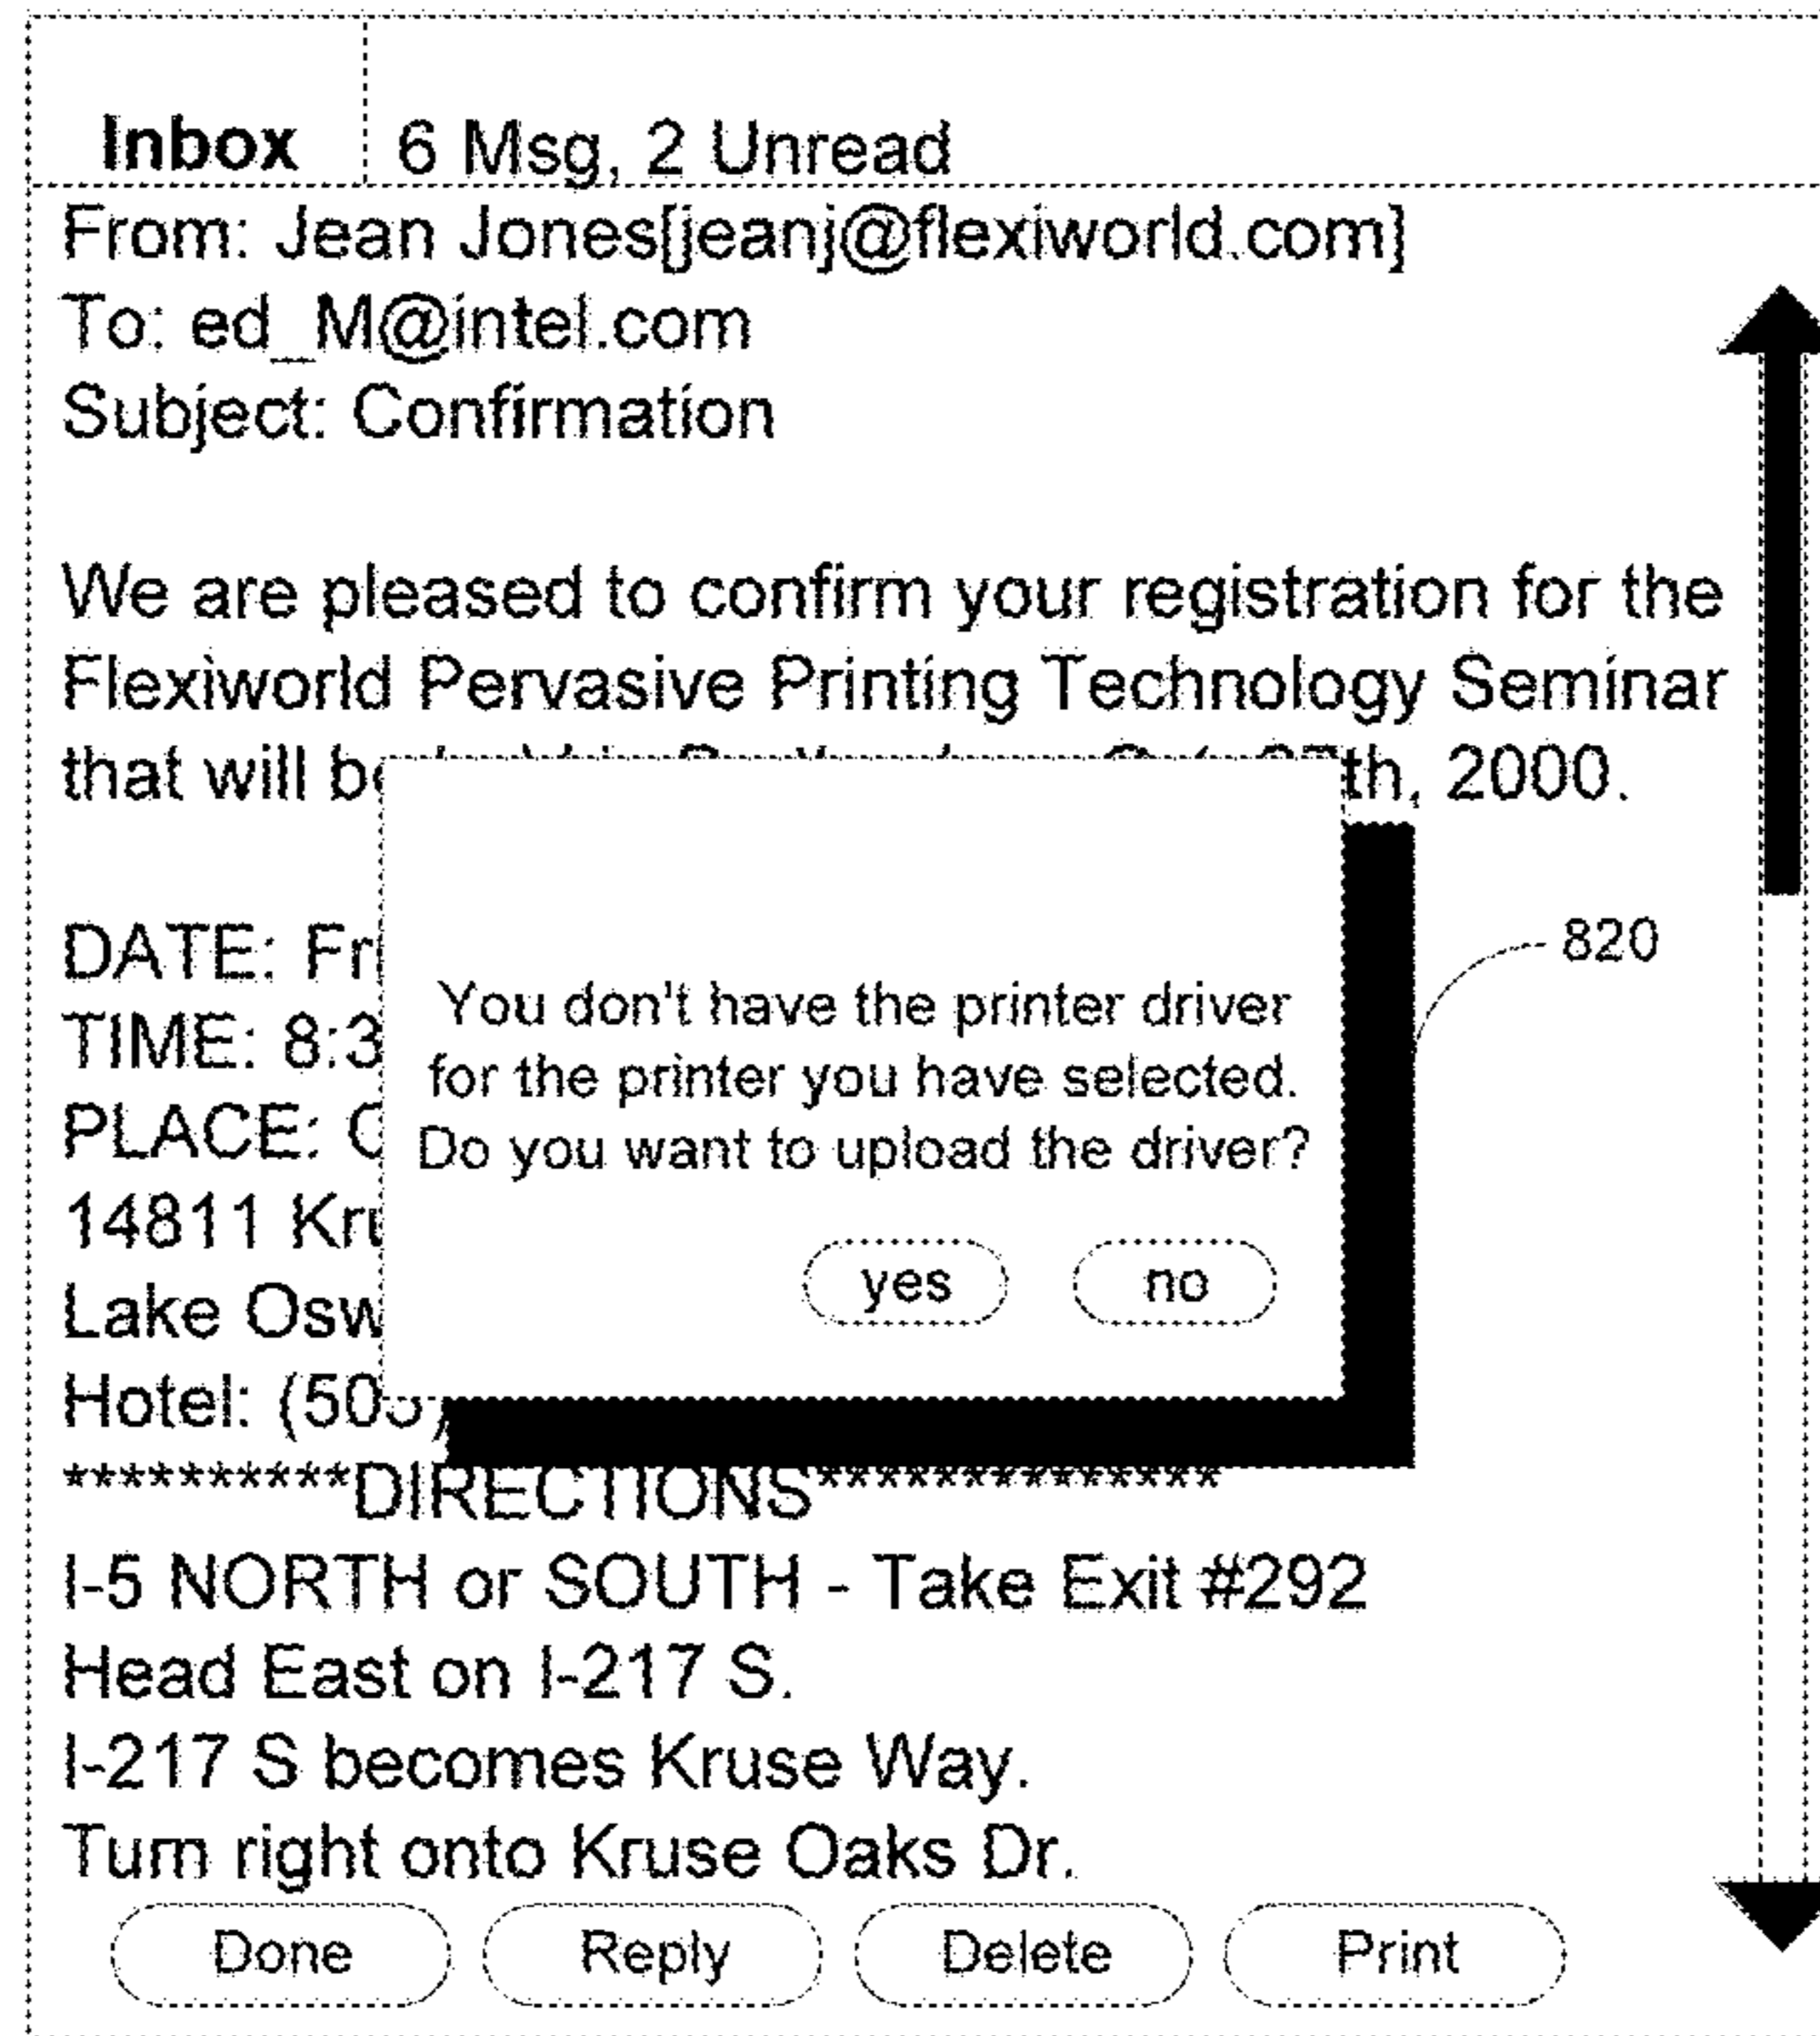 Inbox 6 Msg, 2 Unread
From: Jean Jones[jeanj@flexiworld.com]
To: ed_M@intel.com
Subject: Confirmation
We are pleased to confirm your registration for the
Flexiworld Pervasive Printing Technology Seminar
that will th, 2000.
DATE:
820
You don't have the printer driver
TIME: 8:3
for the printer you have selected.
PLACE:
Do you want to upload the driver?
14811
Lake
yes no
Hotel:
**********DIRECTIONS**************
I-5 NORTH or SOUTH - Take Exit #292
Head East on I-217 S.
I-217 S becomes Kruse Way.
Turn right onto Kruse Oaks Dr.
Done Reply Delete Print